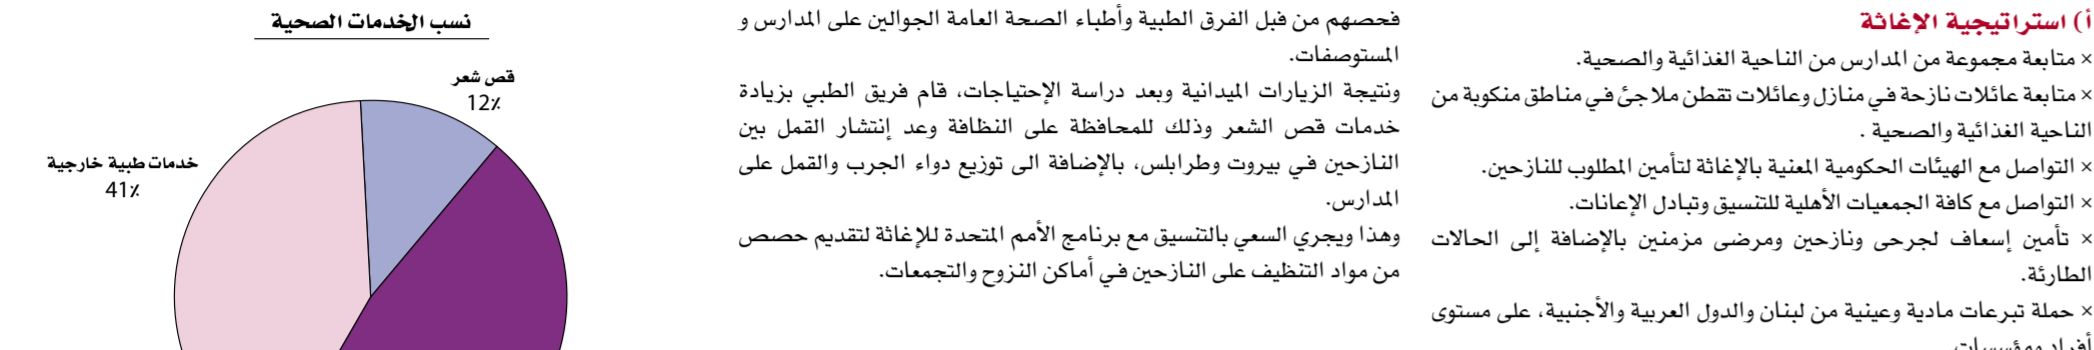 أ) استراتيجية الإغاثة
× متابعة مجموعة من المدارس من الناحية الغذائية والصحية.
× متابعة عائلات نازحة في منازل وعائلات تقطن ملاجئ في مناطق منكوبة من
الناحية الغذائية والصحية .
× التواصل مع الهيئات الحكومية المعنية بالإغاثة لتأمين المطلوب للنازحين.
× التواصل مع كافة الجمعيات الأهلية للتنسيق وتبادل الإعانات.
× تأمين إسعاف لجرحى ونازحين ومرضى مزمنين بالإضافة إلى الحالات
الطارئة.
× حملة تبرعات مادية وعينية من لبنان والدول العربية والأجنبية، على مستوى
أفراد ومؤسسات
فحصهم من فبل الفرق الطبية وأطباء الصحة العامة الجوالين على المدارس و
المستوصفات.
ونتيجة الزيارات الميدانية وبعد دراسة الإحتياجات، قام فريق الطبي بزيادة
خدمات قص الشعر وذلك للمحافظة على النظافة وعد إنتشار القمل بين
النازحين في بيروت وطرابلس، بالإضافة الى توزيع دواء الجرب والقمل على
المدارس.
وهذا ويجري السعي بالتنسيق مع برنامج الأمم المتحدة للإغاثة لتقديم حصص
من مواد التنظيف على النازحين في أماكن النزوح والتجمعات.
نسب الخدمات الصحية
قص شعر
12٪
خدمات طبية خارجية
41٪